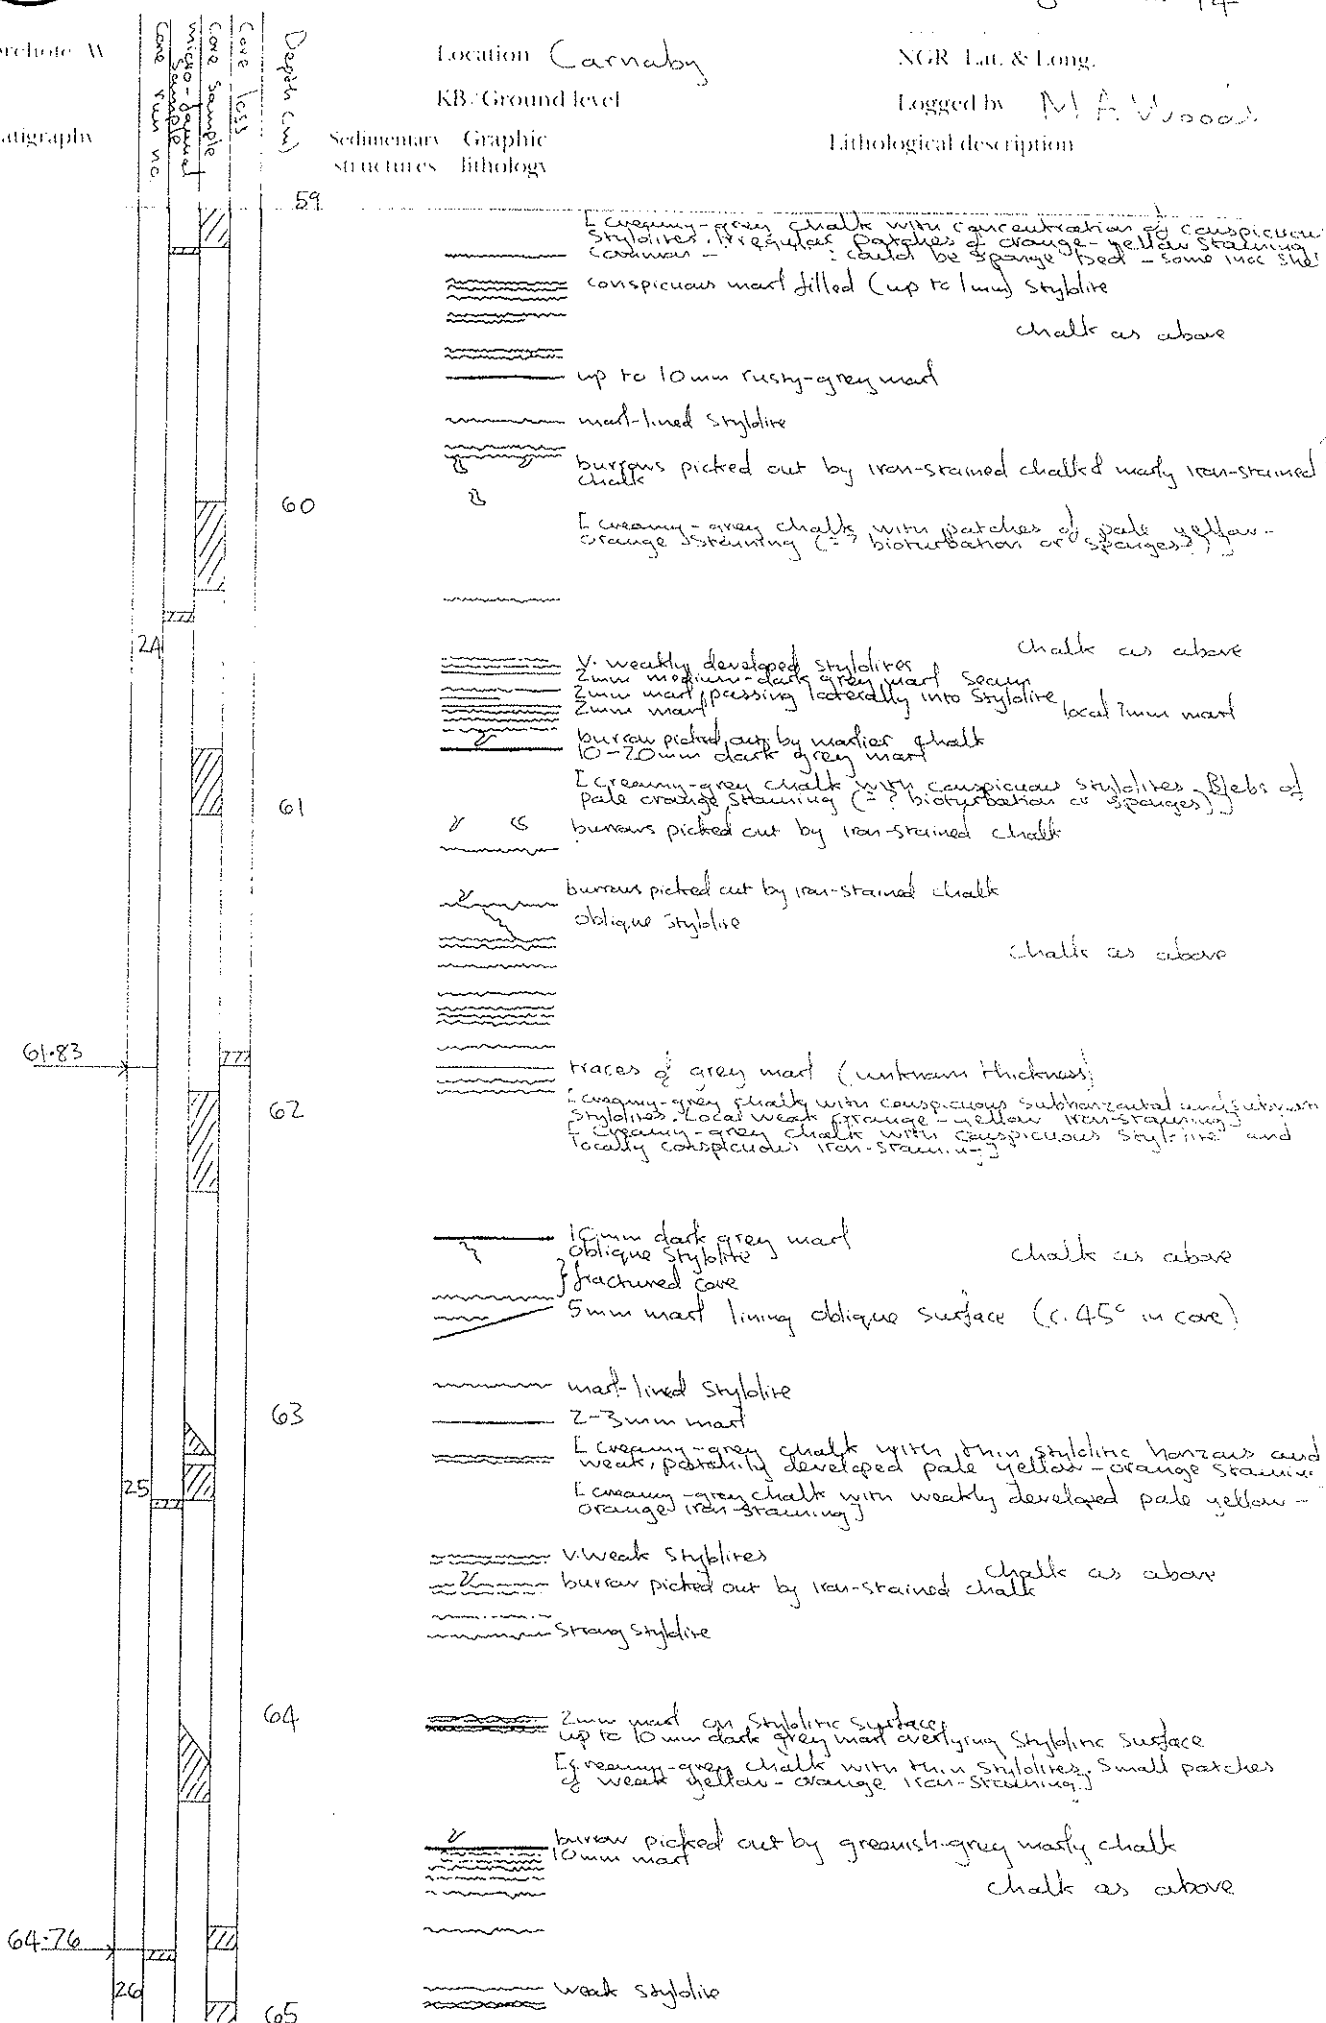 14
Location Carnaby
NGR Lat. & Long.
KB/Ground level
Logged by M A Woods
Core run no.
micro-faunal sample
Core sample
Core loss
Depth (m)
Sedimentary structures
Graphic lithology
Lithological description
59
[Creamy-grey chalk with concentration of conspicuous
stylolites. Irregular patches of orange-yellow staining
common - : could be sponge bed - some inoc
conspicuous marl filled (up to 1mm) stylolite
chalk as above
up to 10mm rusty-grey marl
marl-lined stylolite
burrows picked out by iron-stained chalk & marly iron-stained
chalk
60
[creamy-grey chalk with patches of pale yellow-
orange staining (=? bioturbation or sponges)]
24
chalk as above
v. weakly developed stylolites
2mm medium-dark grey marl seam
2mm marl, passing laterally into stylolite
2mm marl
local 2mm marl
burrow picked out by marlier chalk
10-20mm dark grey marl
[creamy-grey chalk with conspicuous stylolites. Blebs of
pale orange staining (=? bioturbation or sponges)]
61
burrows picked out by iron-stained chalk
burrows picked out by iron-stained chalk
oblique stylolite
chalk as above
61.83
traces of grey marl (unknown thickness)
62
[creamy-grey chalk with conspicuous subhorizontal and
stylolites. Local weak orange-yellow iron-staining]
[creamy-grey chalk with conspicuous stylolite and
locally conspicuous iron-staining]
10mm dark grey marl
oblique stylolite
chalk as above
} fractured core
5mm marl lining oblique surface (c. 45° in core)
marl-lined stylolite
63
2-3mm marl
[creamy-grey chalk with thin stylolitic horizons and
weak, patchily developed pale yellow-orange staining
25
[creamy-grey chalk with weakly developed pale yellow-
orange iron-staining]
v. weak stylolites
chalk as above
burrow picked out by iron-stained chalk
strong stylolite
64
2mm marl on stylolitic surface
up to 10mm dark grey marl overlying stylolitic surface
[creamy-grey chalk with thin stylolites. Small patches
of weak yellow-orange iron-staining]
burrow picked out by greenish-grey marly chalk
10mm marl
chalk as above
64.76
26
weak stylolite
65